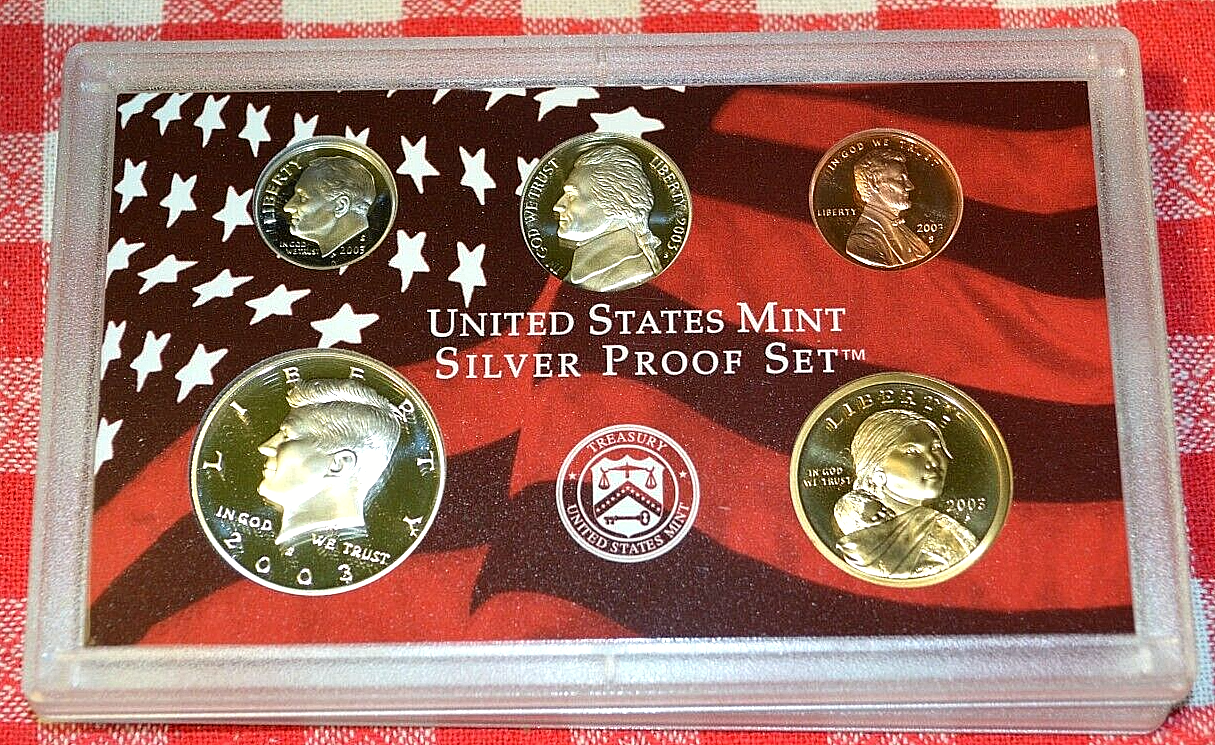 LIBERTY
IN GOD
WE TRUST
2003
IN GOD WE TRUST
LIBERTY 2003
IN GOD WE TRUST
LIBERTY
2003
S
UNITED STATES MINT
SILVER PROOF SET™
LIBERTY
IN GOD
WE TRUST
S
2003
TREASURY
UNITED STATES MINT
LIBERTY
IN GOD
WE TRUST
2003